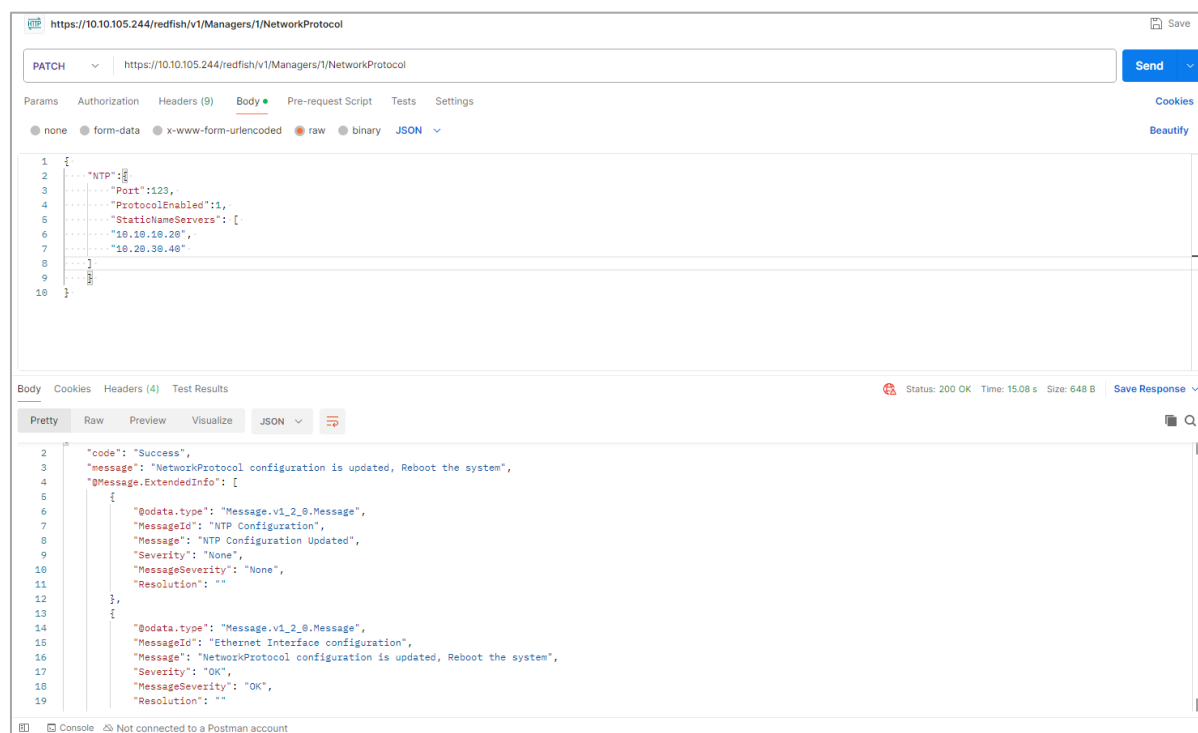 HTTP https://10.10.105.244/redfish/v1/Managers/1/NetworkProtocol Save
PATCH https://10.10.105.244/redfish/v1/Managers/1/NetworkProtocol Send
Params Authorization Headers (9) Body Pre-request Script Tests Settings Cookies
none form-data x-www-form-urlencoded raw binary JSON Beautify
1 {
2 "NTP":{
3 "Port":123,
4 "ProtocolEnabled":1,
5 "StaticNameServers": [
6 "10.10.10.20",
7 "10.20.30.40"
8 ]
9 }
10 }
Body Cookies Headers (4) Test Results Status: 200 OK Time: 15.08 s Size: 648 B Save Response
Pretty Raw Preview Visualize JSON
2 "code": "Success",
3 "message": "NetworkProtocol configuration is updated, Reboot the system",
4 "@Message.ExtendedInfo": [
5 {
6 "@odata.type": "Message.v1_2_0.Message",
7 "MessageId": "NTP Configuration",
8 "Message": "NTP Configuration Updated",
9 "Severity": "None",
10 "MessageSeverity": "None",
11 "Resolution": ""
12 },
13 {
14 "@odata.type": "Message.v1_2_0.Message",
15 "MessageId": "Ethernet Interface configuration",
16 "Message": "NetworkProtocol configuration is updated, Reboot the system",
17 "Severity": "OK",
18 "MessageSeverity": "OK",
19 "Resolution": ""
Console Not connected to a Postman account